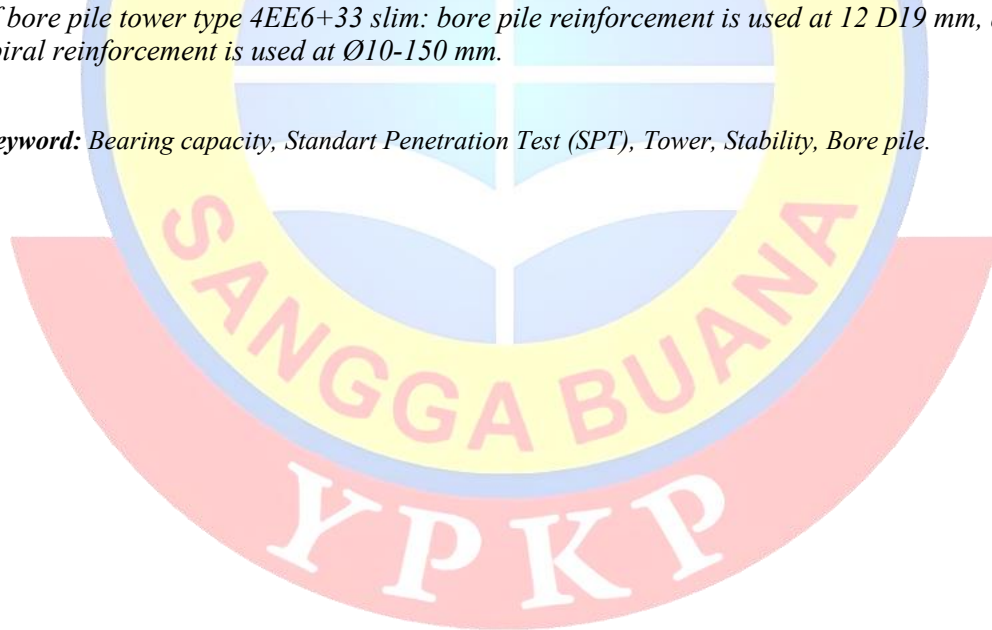 f bore pile tower type 4EE6+33 slim: bore pile reinforcement is used at 12 D19 mm,
piral reinforcement is used at Ø10-150 mm.
eyword: Bearing capacity, Standart Penetration Test (SPT), Tower, Stability, Bore pile.
SANGGA BUANA
YPKP